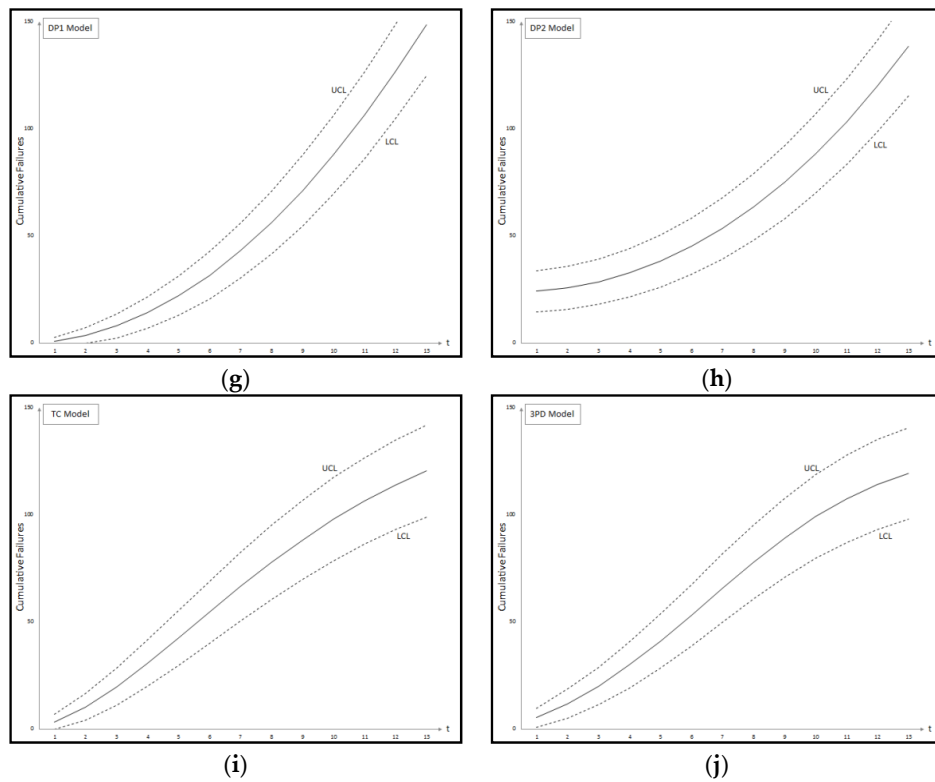 DP1 Model
150
100
50
0
Cumulative Failures
UCL
LCL
1 2 3 4 5 6 7 8 9 10 11 12 13
t
(g)
DP2 Model
150
100
50
0
Cumulative Failures
UCL
LCL
1 2 3 4 5 6 7 8 9 10 11 12 13
t
(h)
TC Model
150
100
50
0
Cumulative Failures
UCL
LCL
1 2 3 4 5 6 7 8 9 10 11 12 13
t
(i)
3PD Model
150
100
50
0
Cumulative Failures
UCL
LCL
1 2 3 4 5 6 7 8 9 10 11 12 13
t
(j)